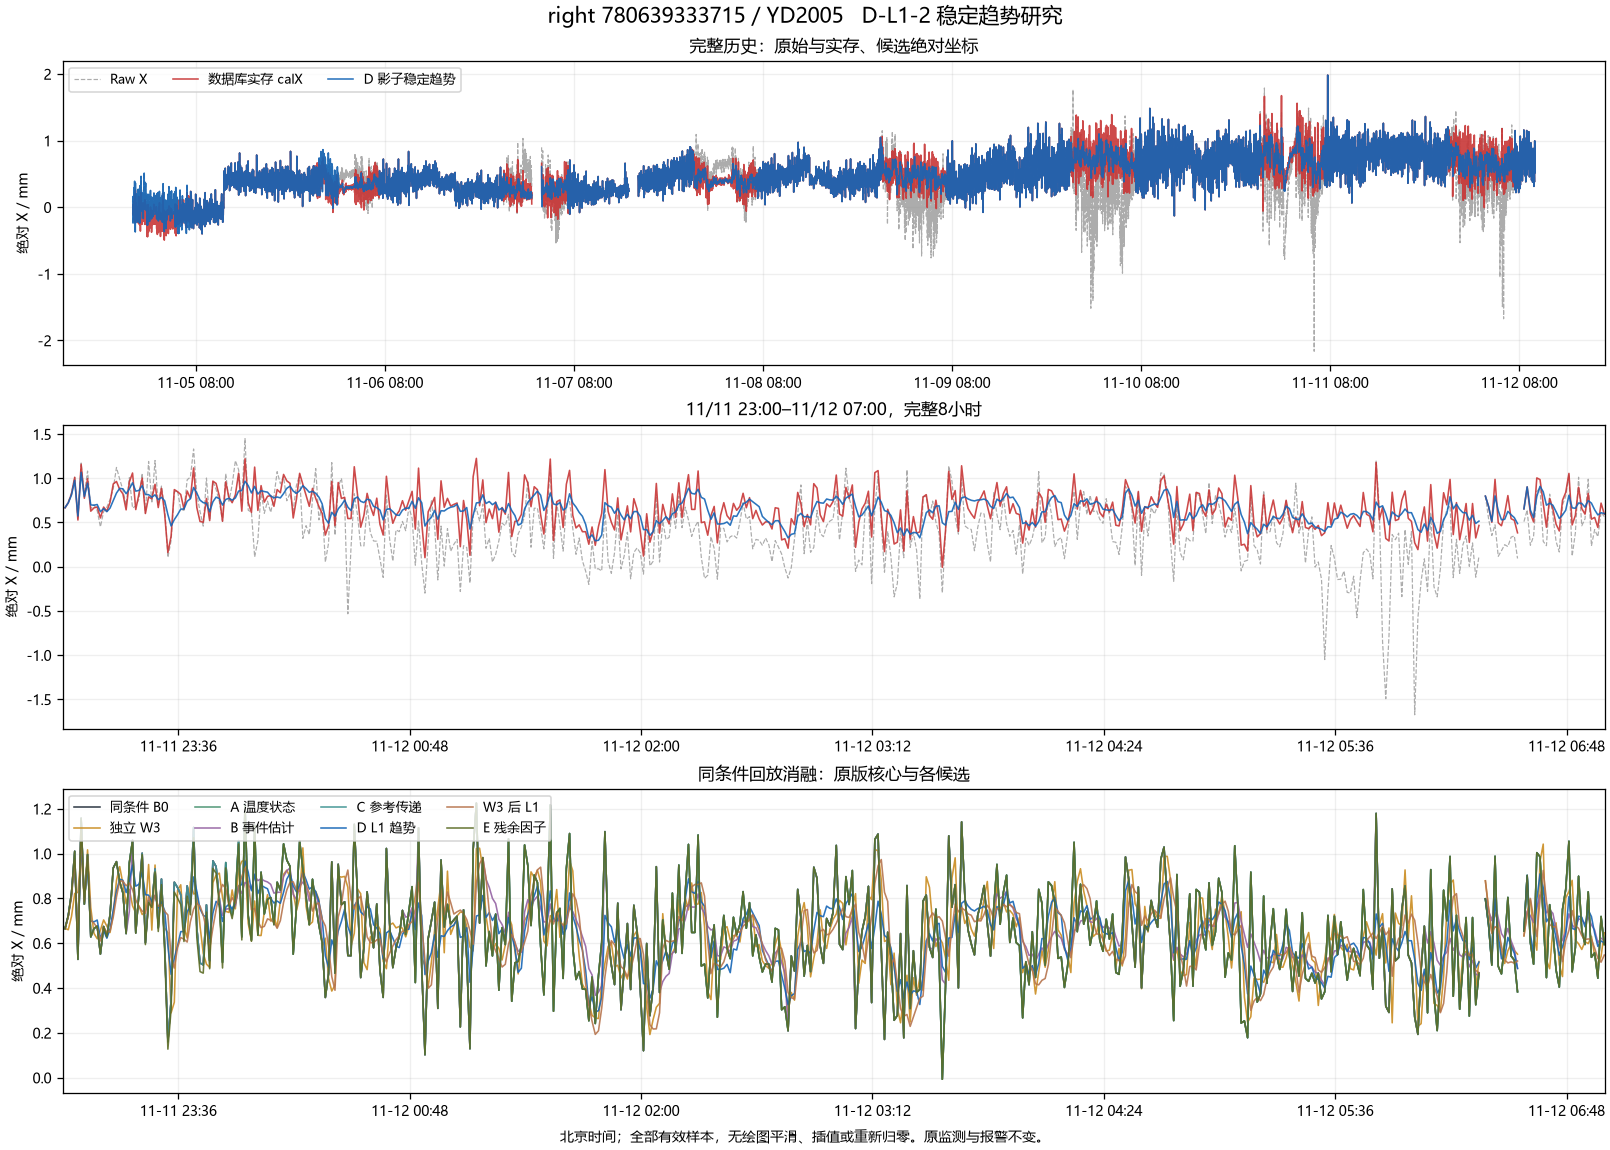 right 780639333715 / YD2005   D-L1-2 稳定趋势研究
完整历史：原始与实存、候选绝对坐标
Raw X
数据库实存 calX
D 影子稳定趋势
绝对 X / mm
2
1
0
-1
-2
11-05 08:00
11-06 08:00
11-07 08:00
11-08 08:00
11-09 08:00
11-10 08:00
11-11 08:00
11-12 08:00
11/11 23:00–11/12 07:00，完整8小时
绝对 X / mm
1.5
1.0
0.5
0.0
-0.5
-1.0
-1.5
11-11 23:36
11-12 00:48
11-12 02:00
11-12 03:12
11-12 04:24
11-12 05:36
11-12 06:48
同条件回放消融：原版核心与各候选
同条件 B0
A 温度状态
C 参考传递
W3 后 L1
独立 W3
B 事件估计
D L1 趋势
E 残余因子
绝对 X / mm
1.2
1.0
0.8
0.6
0.4
0.2
0.0
11-11 23:36
11-12 00:48
11-12 02:00
11-12 03:12
11-12 04:24
11-12 05:36
11-12 06:48
北京时间；全部有效样本，无绘图平滑、插值或重新归零。原监测与报警不变。